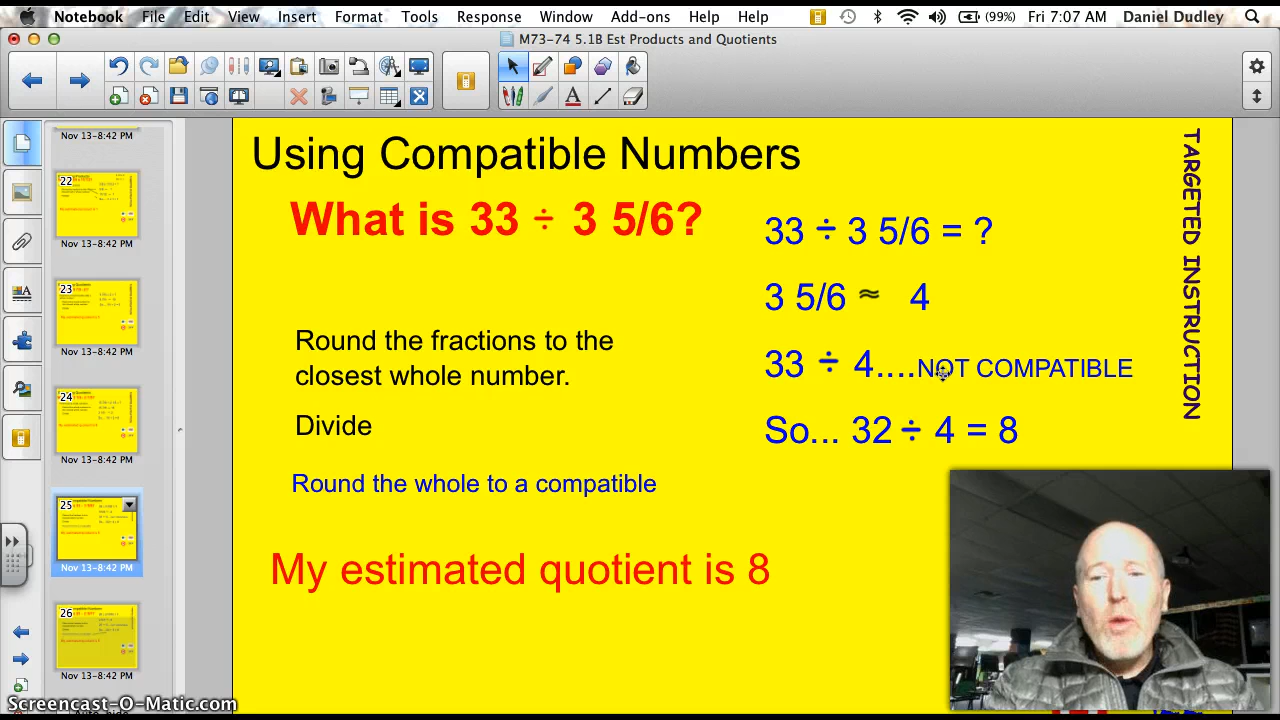 Notebook File Edit View Insert Format Tools Response Window Add-ons Help Help (99%) Fri 7:07 AM Daniel Dudley
M73-74 5.1B Est Products and Quotients
Nov 13-8:42 PM
22
Nov 13-8:42 PM
23
Nov 13-8:42 PM
24
Nov 13-8:42 PM
25
Nov 13-8:42 PM
26
Nov 13-8:42 PM
Using Compatible Numbers
What is 33 ÷ 3 5/6?
Round the fractions to the
closest whole number.
Divide
Round the whole to a compatible
My estimated quotient is 8
33 ÷ 3 5/6 = ?
3 5/6 ≈ 4
33 ÷ 4....NOT COMPATIBLE
So... 32 ÷ 4 = 8
TARGETED INSTRUCTION
Screencast-O-Matic.com